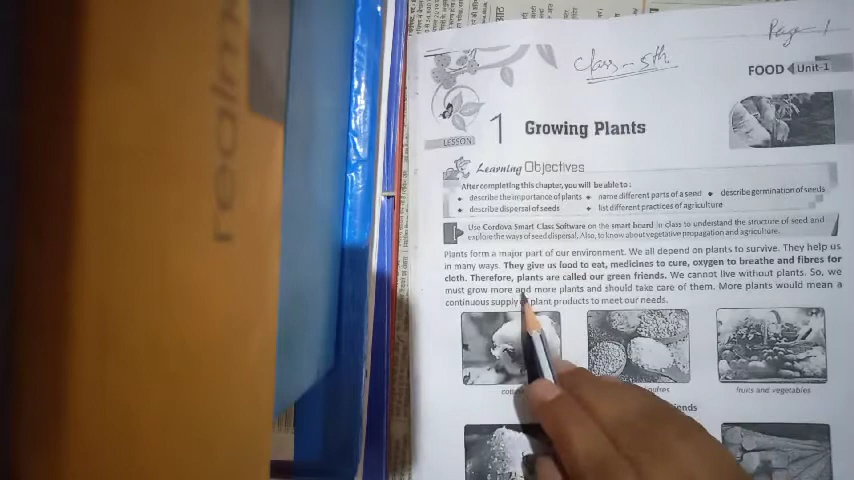 realme
Page-1
Class-5th
FOOD Unit-1
LESSON 1 Growing Plants
Learning Objectives
After completing this chapter, you will be able to:
• describe the importance of plants • name different parts of a seed • describe germination of seeds
• describe dispersal of seeds • list different practices of agriculture
Use Cordova Smart Class Software on the smart board in class to understand the structure of seed and
explore the ways of seed dispersal. Also, to know about vegetative propagation and agriculture.
Plants form a major part of our environment. We all depend on plants to survive. They help us
in many ways. They give us food to eat, medicines to cure, oxygen to breathe and fibres for
cloth. Therefore, plants are called our green friends. We cannot live without plants. So, we
must grow more and more plants and should take care of them. More plants would mean a
continuous supply of plant products to meet our needs.
fruits and vegetables